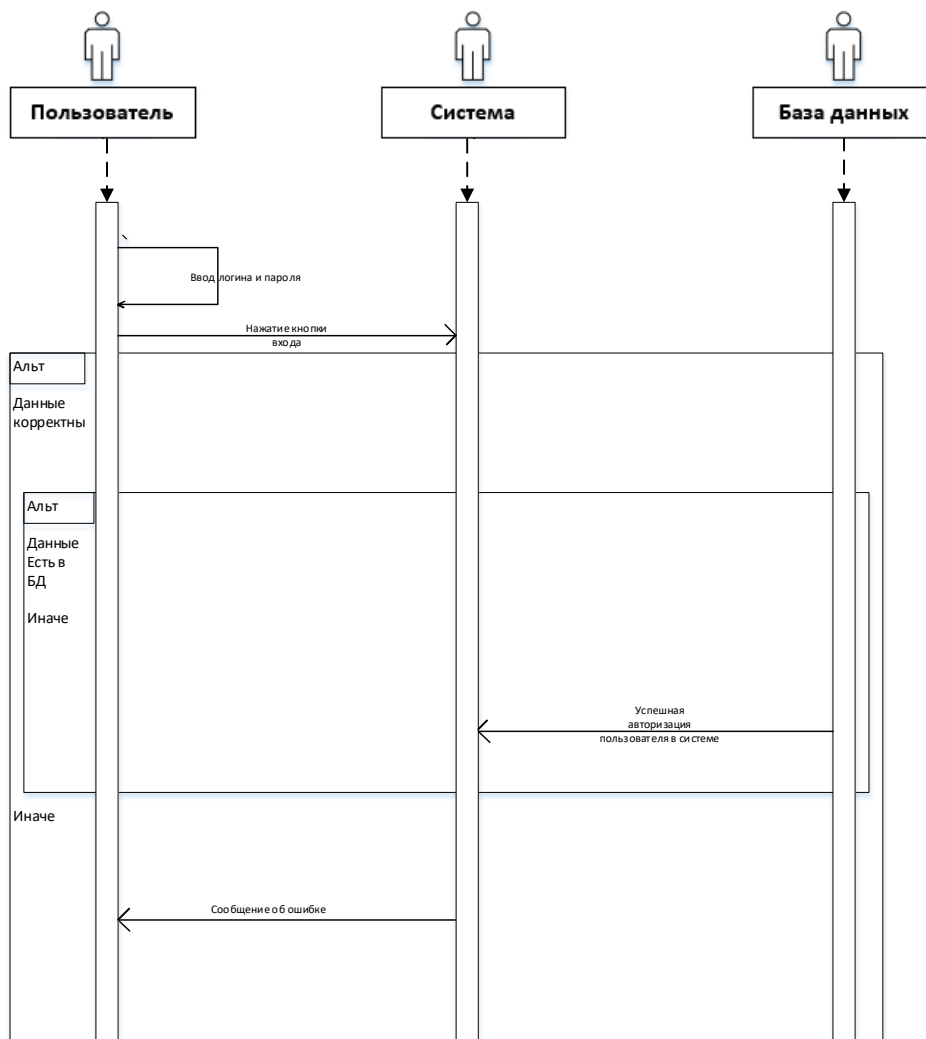 Пользователь
Система
База данных
Ввод логина и пароля
Нажатие кнопки
входа
Альт
Данные
корректны
Альт
Данные
Есть в
БД
Иначе
Успешная
авторизация
пользователя в системе
Иначе
Сообщение об ошибке